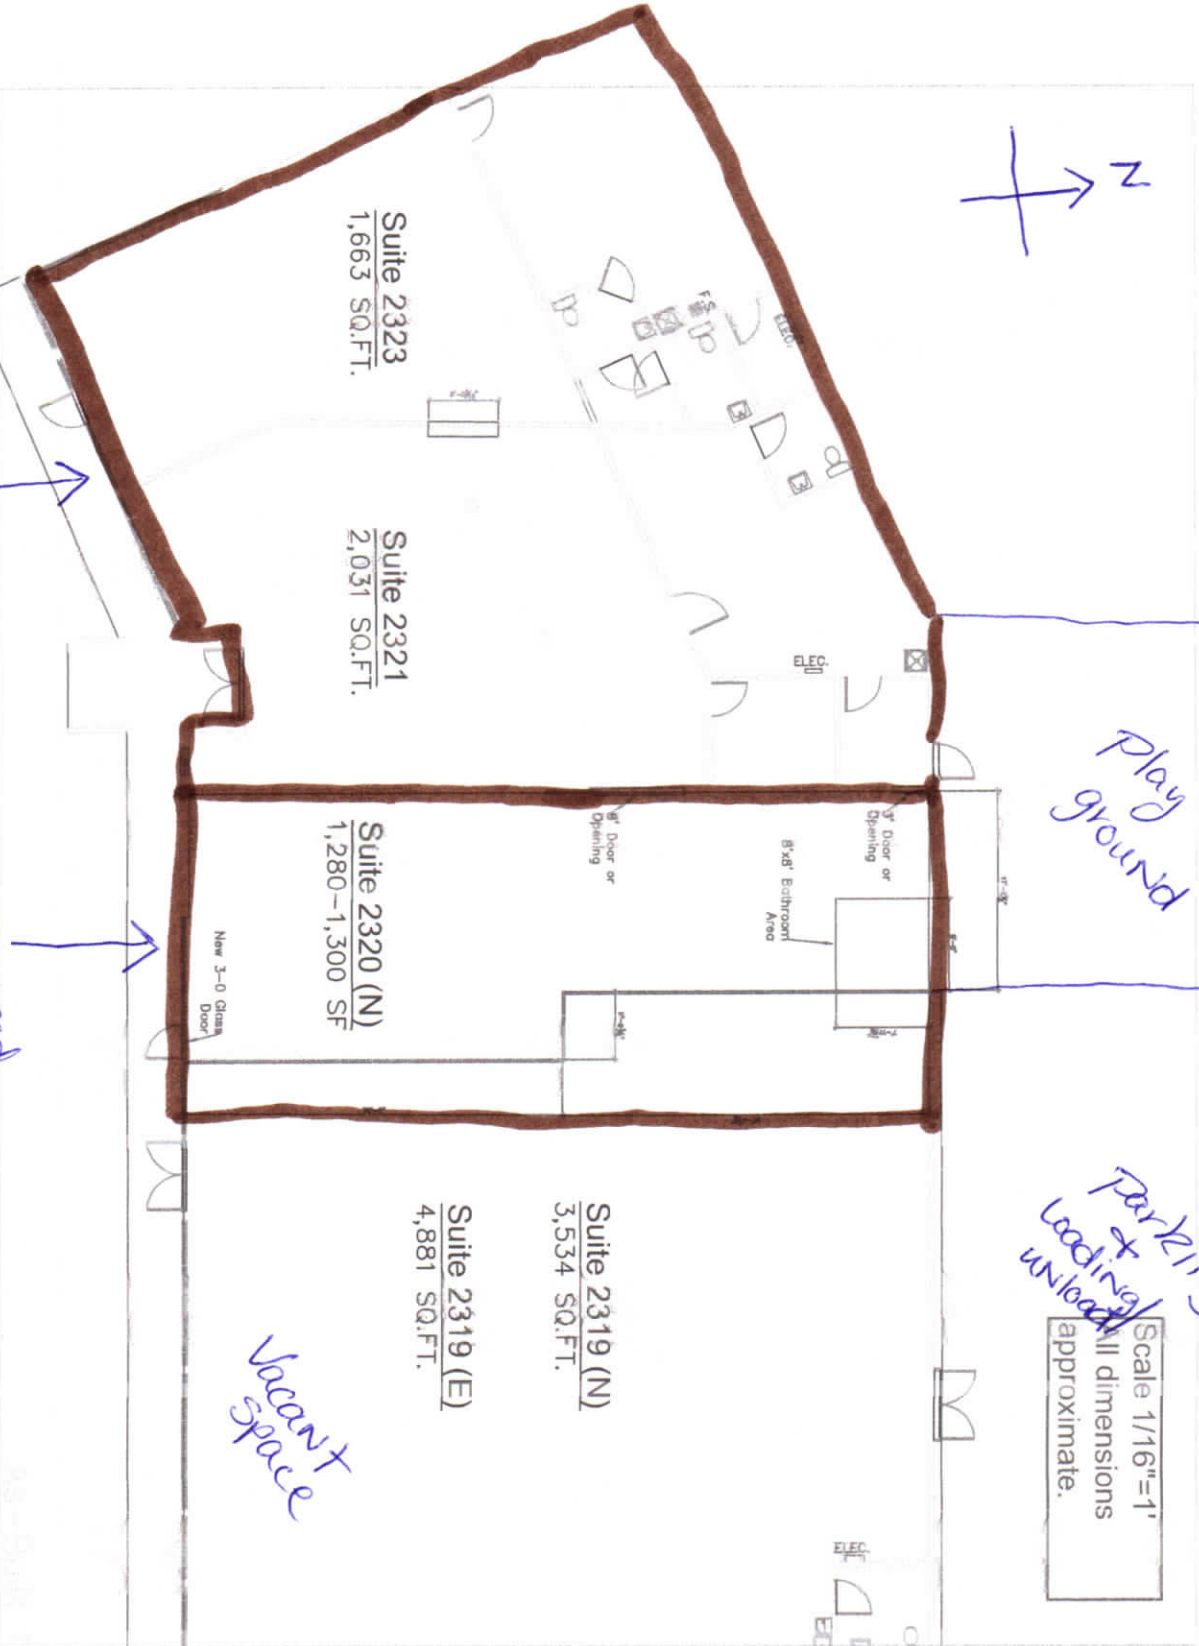 N
Suite 2323
1,663 SQ.FT.
F.S.
ELEC.
Suite 2321
2,031 SQ.FT.
ELEC.
Play
ground
3' Door or
Opening
8'x8' Bathroom
Area
8' Door or
Opening
Suite 2320 (N)
1,280-1,300 SF
New 3-0 Glass
Door
Suite 2319 (N)
3,534 SQ.FT.
Suite 2319 (E)
4,881 SQ.FT.
Vacant
space
&
loading/
unload
Scale 1/16"=1'
All dimensions
approximate.
ELEC.